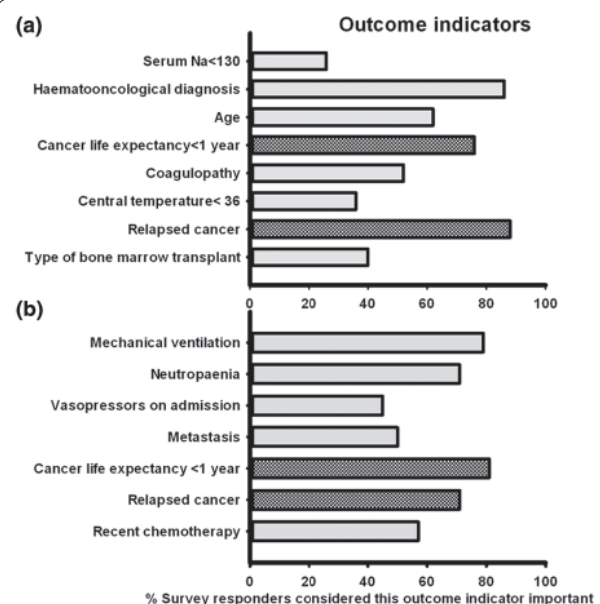 (a)
Outcome indicators
Serum Na<130
Haematooncological diagnosis
Age
Cancer life expectancy<1 year
Coagulopathy
Central temperature< 36
Relapsed cancer
Type of bone marrow transplant
0 20 40 60 80 100
(b)
Mechanical ventilation
Neutropaenia
Vasopressors on admission
Metastasis
Cancer life expectancy <1 year
Relapsed cancer
Recent chemotherapy
0 20 40 60 80 100
% Survey responders considered this outcome indicator important